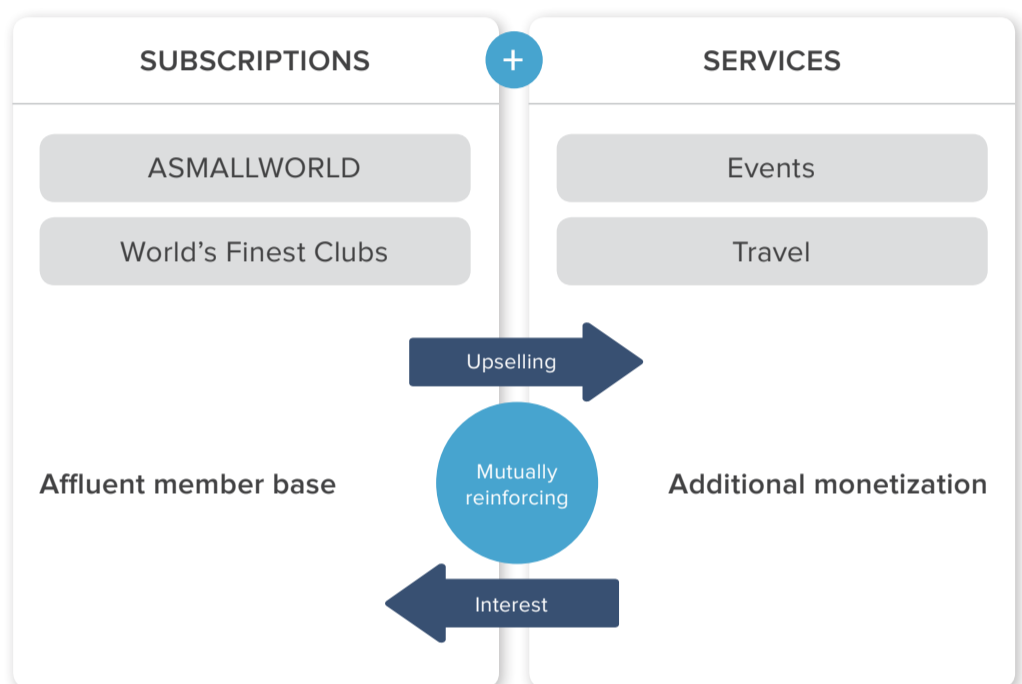 SUBSCRIPTIONS
+
SERVICES
ASMALLWORLD
World’s Finest Clubs
Events
Travel
Upselling
Affluent member base
Mutually
reinforcing
Additional monetization
Interest